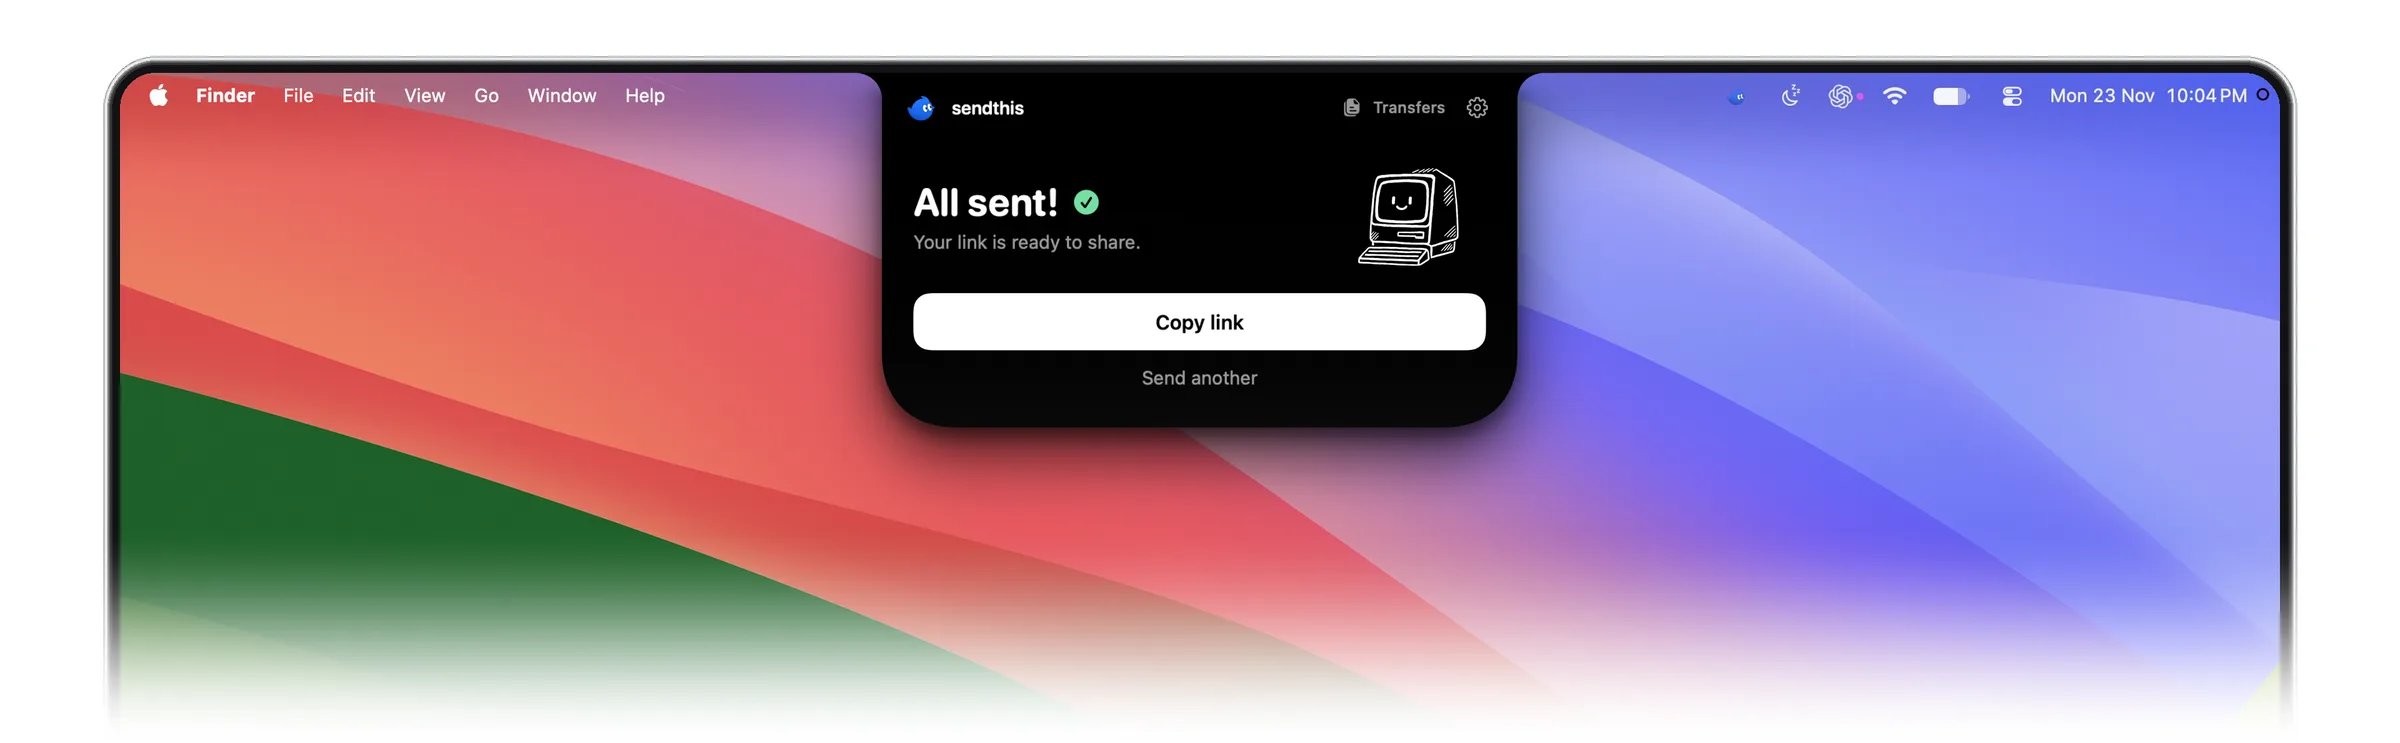 Finder File Edit View Go Window Help
Mon 23 Nov 10:04 PM
sendthis
Transfers
All sent!
Your link is ready to share.
Copy link
Send another